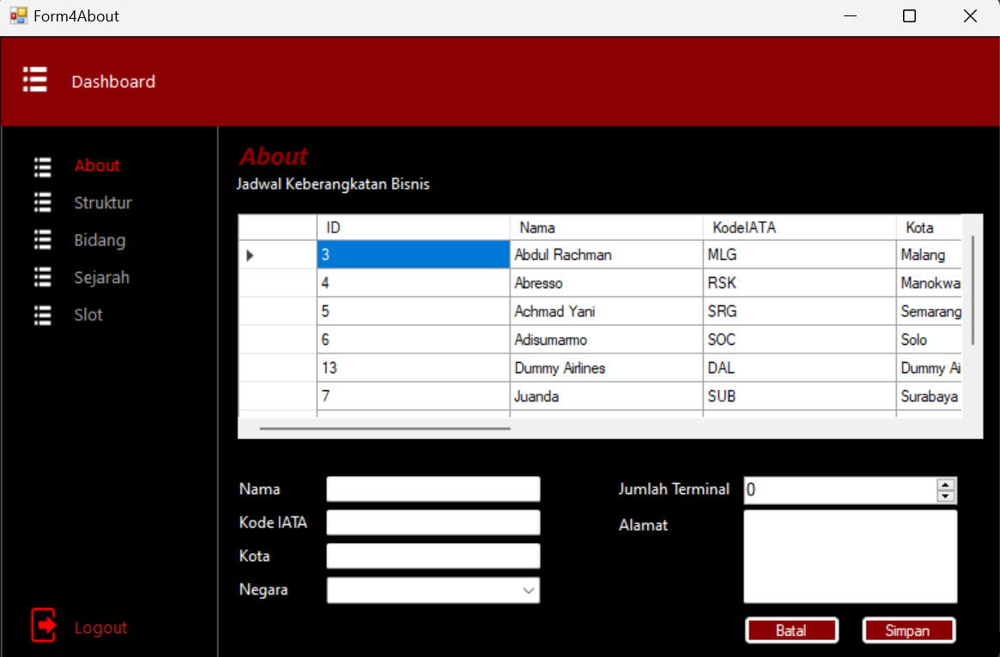 Form4About
Dashboard
About
Struktur
Bidang
Sejarah
Slot
Logout
About
Jadwal Keberangkatan Bisnis
ID Nama KodeIATA Kota
3 Abdul Rachman MLG Malang
4 Abresso RSK Manokwa
5 Achmad Yani SRG Semarang
6 Adisumarmo SOC Solo
13 Dummy Airlines DAL Dummy Ai
7 Juanda SUB Surabaya
Nama
Kode IATA
Kota
Negara
Jumlah Terminal 0
Alamat
Batal Simpan